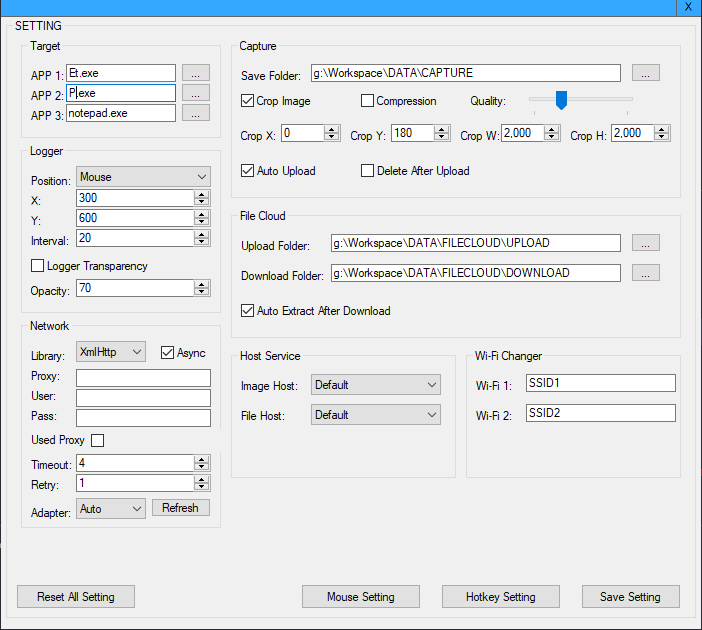 X
SETTING
Target
APP 1: Et.exe ...
APP 2: P.exe ...
APP 3: notepad.exe ...
Logger
Position: Mouse
X: 300
Y: 600
Interval: 20
Logger Transparency
Opacity: 70
Network
Library: XmlHttp Async
Proxy:
User:
Pass:
Used Proxy
Timeout: 4
Retry: 1
Adapter: Auto Refresh
Capture
Save Folder: g:\Workspace\DATA\CAPTURE ...
Crop Image Compression Quality:
Crop X: 0 Crop Y: 180 Crop W: 2,000 Crop H: 2,000
Auto Upload Delete After Upload
File Cloud
Upload Folder: g:\Workspace\DATA\FILECLOUD\UPLOAD ...
Download Folder: g:\Workspace\DATA\FILECLOUD\DOWNLOAD ...
Auto Extract After Download
Host Service
Image Host: Default
File Host: Default
Wi-Fi Changer
Wi-Fi 1: SSID1
Wi-Fi 2: SSID2
Reset All Setting Mouse Setting Hotkey Setting Save Setting